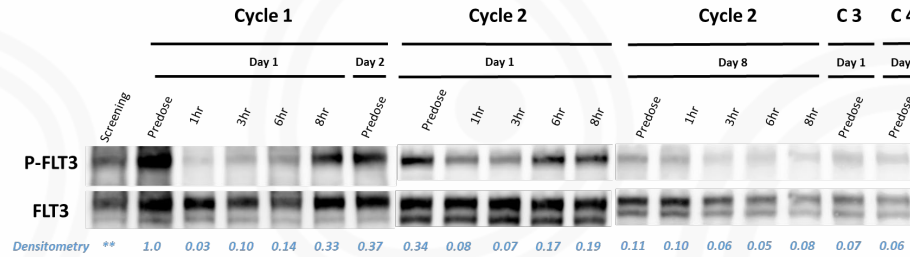 Cycle 1 Cycle 2 Cycle 2 C 3 C 4
Day 1 Day 2 Day 1 Day 8 Day 1 Day
Screening Predose 1hr 3hr 6hr 8hr Predose Predose 1hr 3hr 6hr 8hr Predose 1hr 3hr 6hr 8hr Predose Predose
P-FLT3
FLT3
Densitometry ** 1.0 0.03 0.10 0.14 0.33 0.37 0.34 0.08 0.07 0.17 0.19 0.11 0.10 0.06 0.05 0.08 0.07 0.06